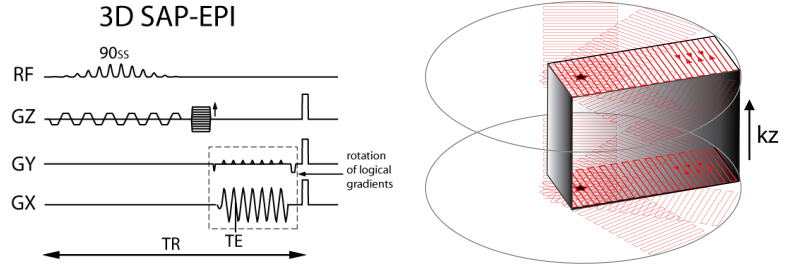 3D SAP-EPI
90ss
RF
GZ
GY
rotation
of logical
gradients
GX
TE
TR
kz